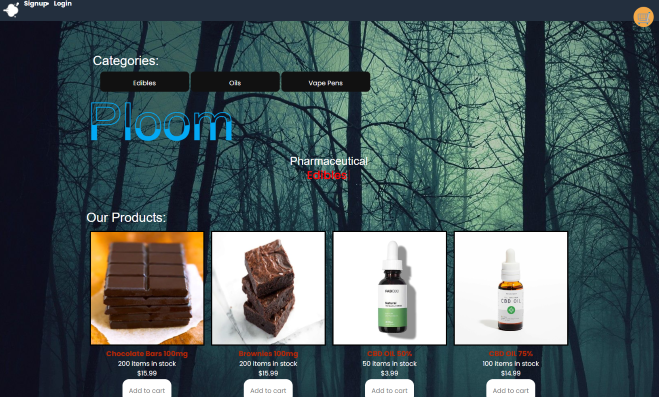 Signup Login
Categories:
Edibles Oils Vape Pens
Ploom
Pharmaceutical
Edibles
Our Products:
Chocolate Bars 100mg Brownies 100mg CBD Oil 50% CBD Oil 75%
200 items in stock 200 items in stock 50 items in stock 100 items in stock
$15.99 $15.99 $3.99 $14.99
Add to cart Add to cart Add to cart Add to cart
CBD OIL